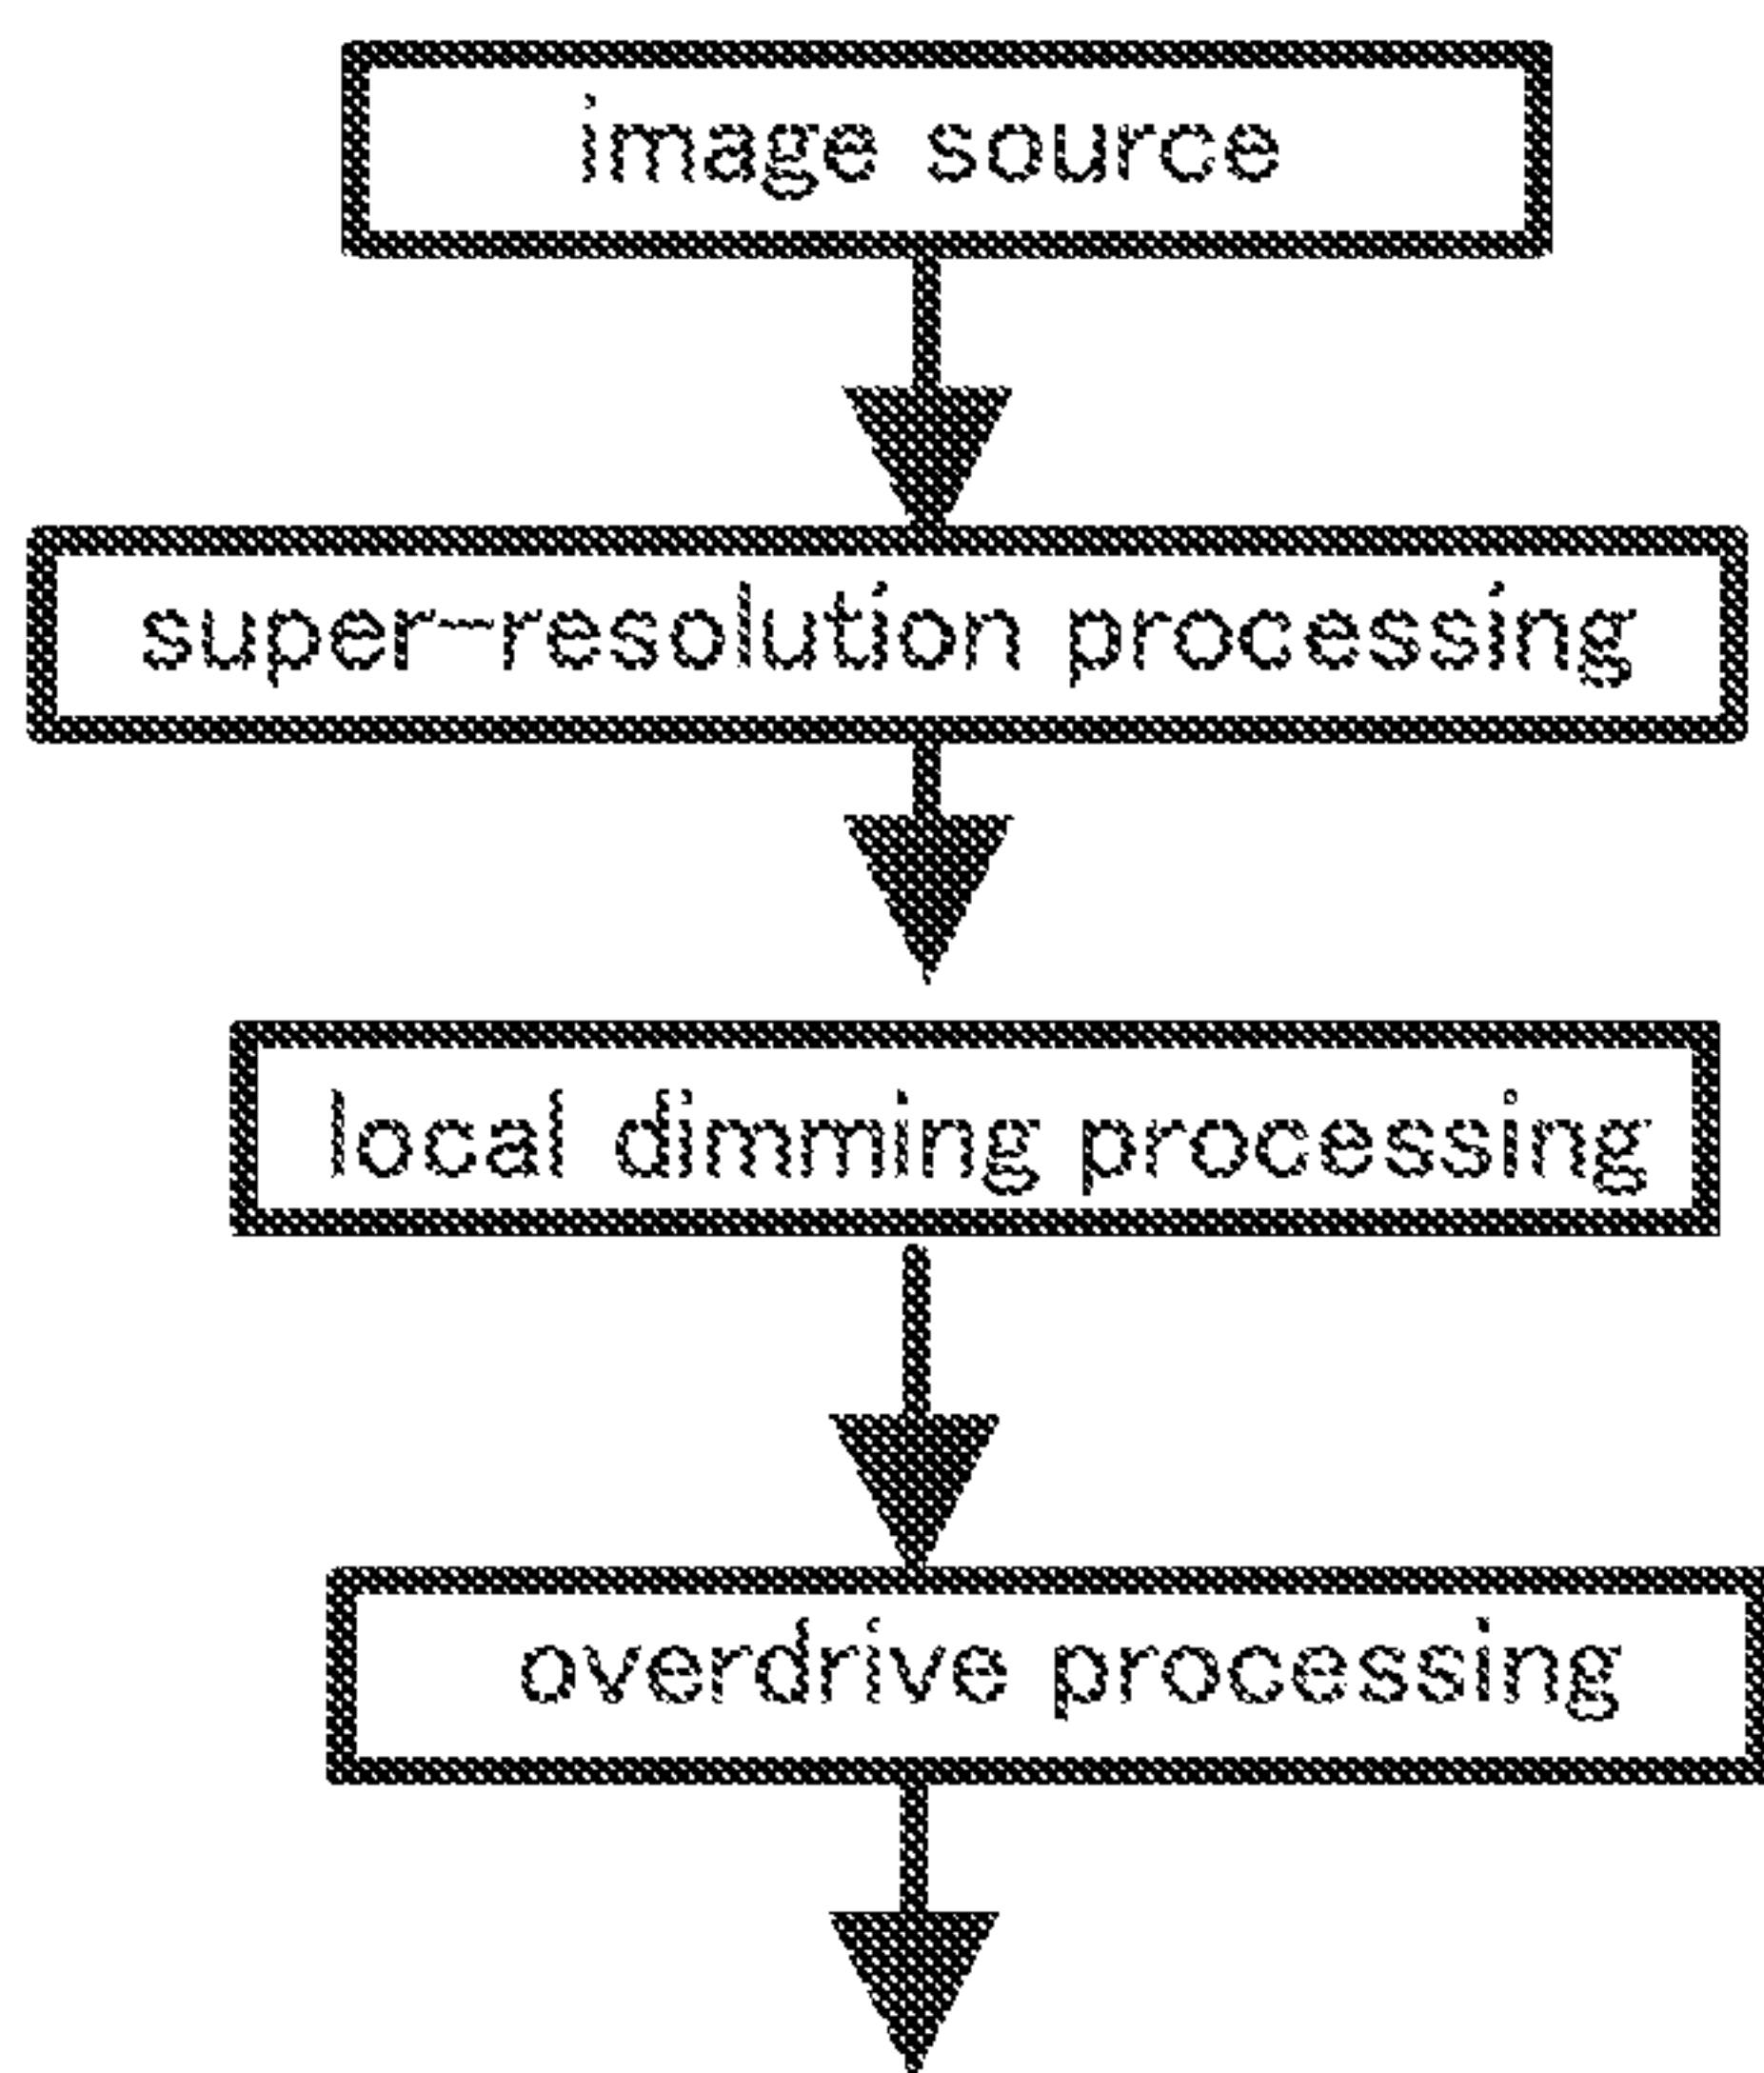 image source
super-resolution processing
local dimming processing
overdrive processing